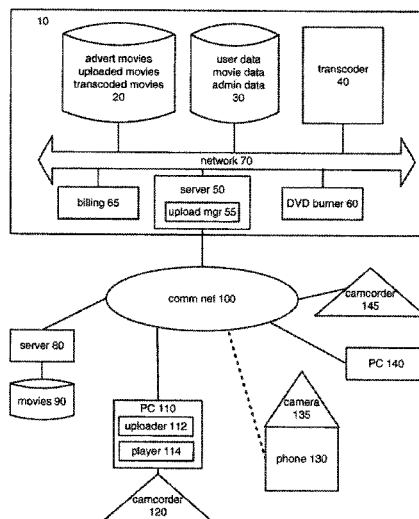 10
advert movies
uploaded movies
transcoded movies
20
user data
movie data
admin data
30
transcoder
40
network 70
billing 65
server 50
upload mgr 55
DVD burner 60
comm net 100
camcorder
145
server 80
PC 140
movies 90
PC 110
uploader 112
player 114
camera
135
phone 130
camcorder
120